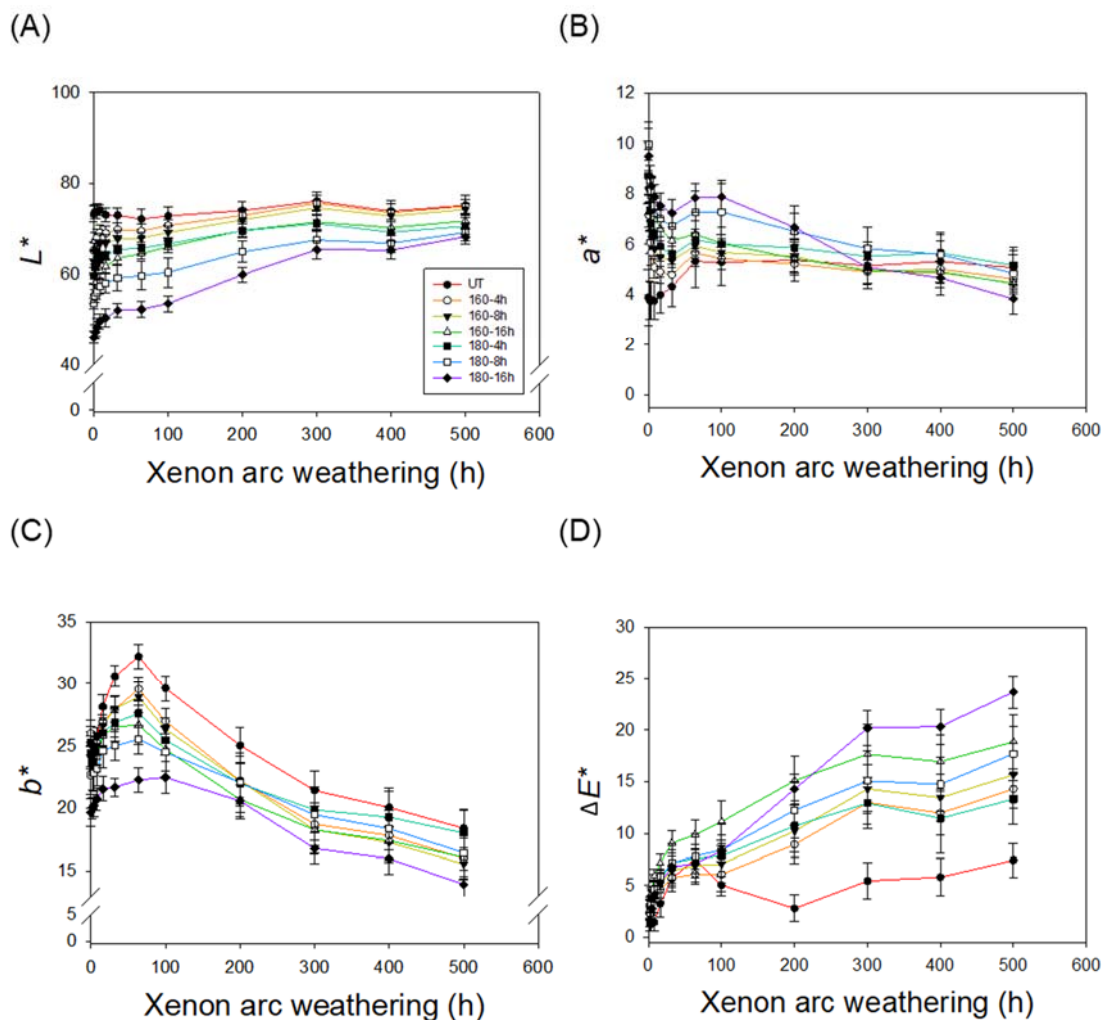 (A)
(B)
L*
100
80
60
40
0
UT
160-4h
160-8h
160-16h
180-4h
180-8h
180-16h
0 100 200 300 400 500 600
Xenon arc weathering (h)
a*
12
10
8
6
4
2
0
0 100 200 300 400 500 600
Xenon arc weathering (h)
(C)
(D)
b*
35
30
25
20
15
5
0
0 100 200 300 400 500 600
Xenon arc weathering (h)
ΔE*
30
25
20
15
10
5
0
0 100 200 300 400 500 600
Xenon arc weathering (h)